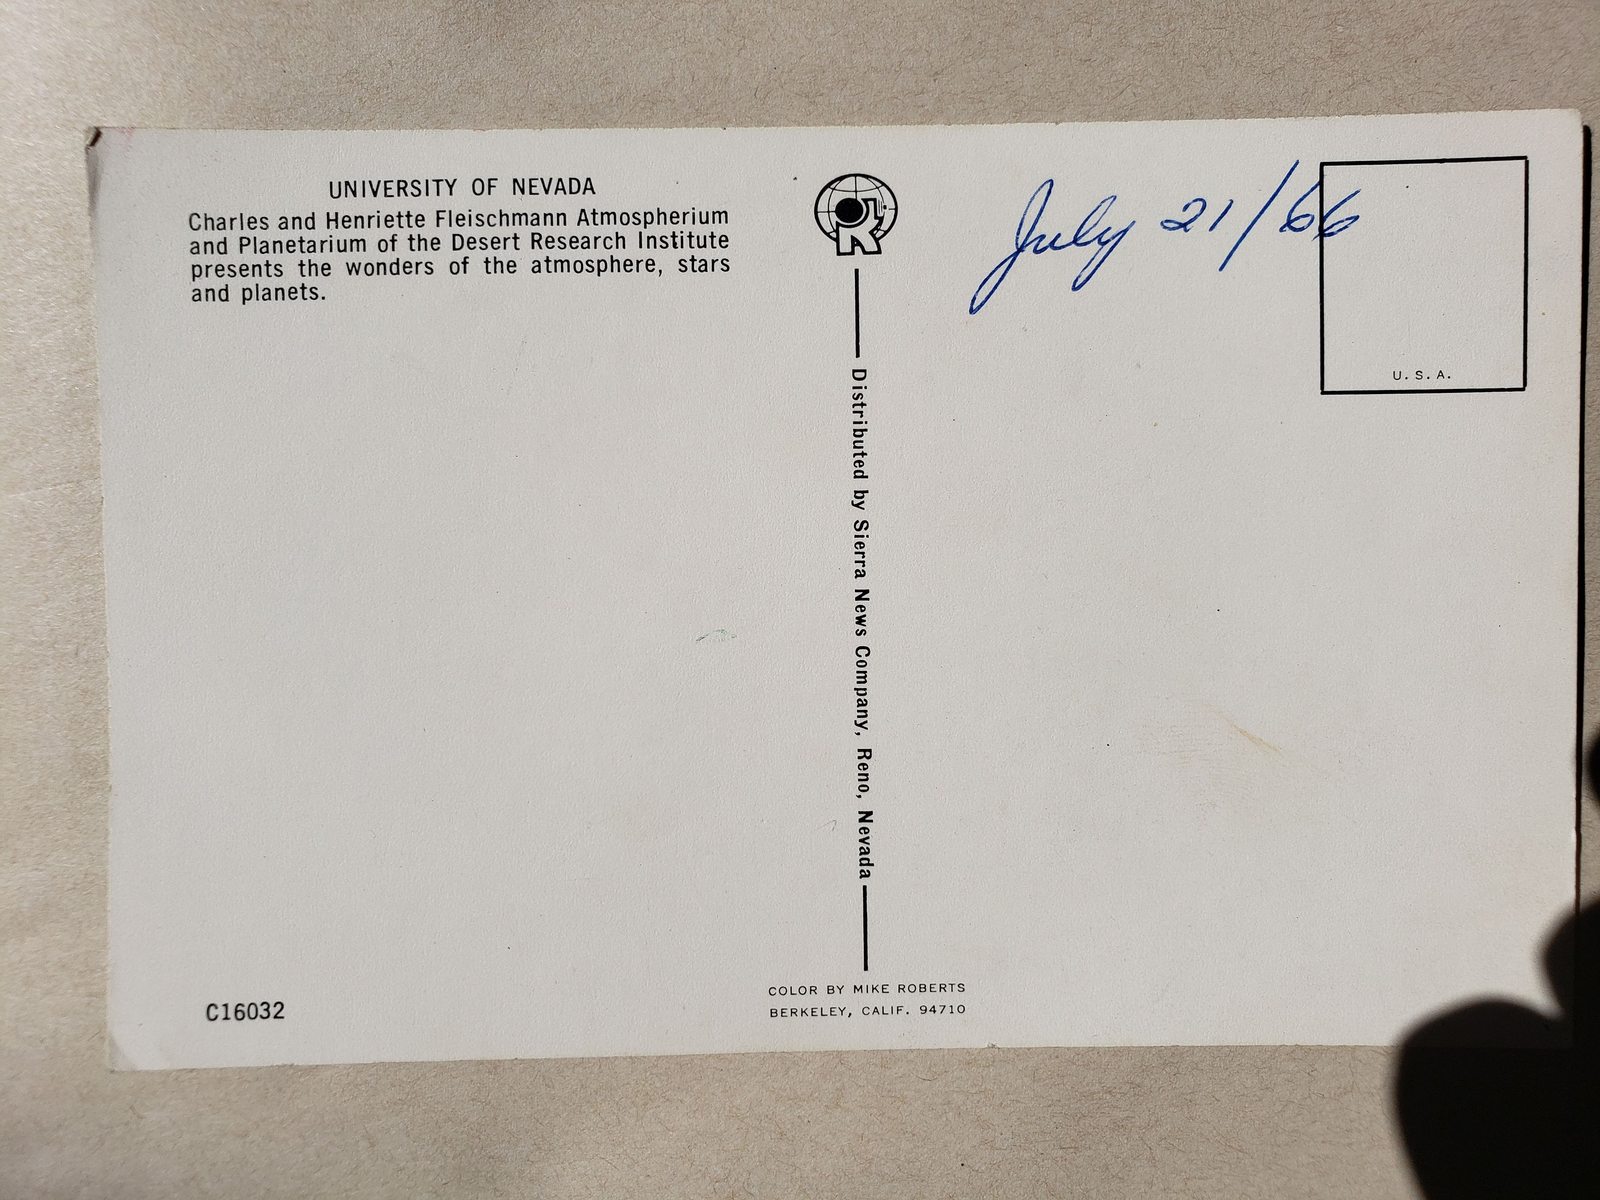 UNIVERSITY OF NEVADA
Charles and Henriette Fleischmann Atmospherium
and Planetarium of the Desert Research Institute
presents the wonders of the atmosphere, stars
and planets.
July 21/66
U. S. A.
Distributed by Sierra News Company, Reno, Nevada
C16032
COLOR BY MIKE ROBERTS
BERKELEY, CALIF. 94710